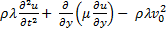 ρλ ∂²u/∂t² + ∂/∂y (μ ∂u/∂y) − ρλv₀²